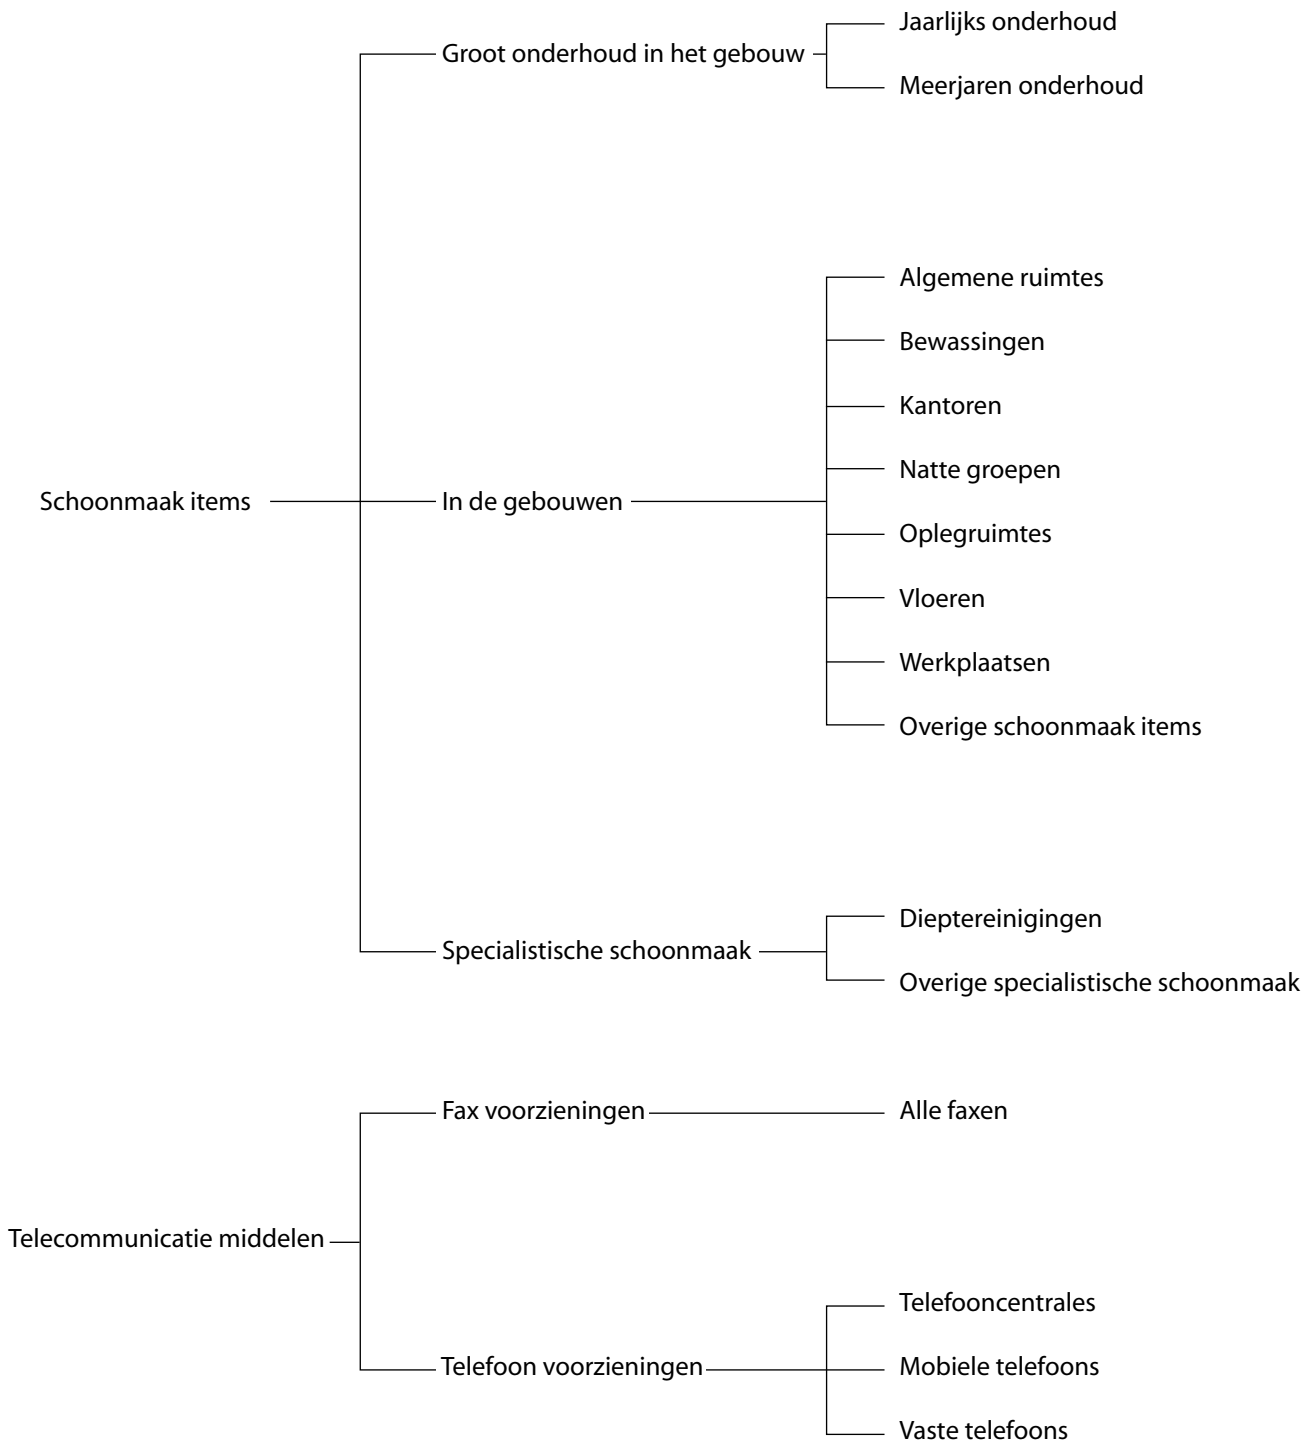 Jaarlijks onderhoud
Groot onderhoud in het gebouw
Meerjaren onderhoud
Algemene ruimtes
Bewassingen
Kantoren
Natte groepen
Schoonmaak items
In de gebouwen
Oplegruimtes
Vloeren
Werkplaatsen
Overige schoonmaak items
Dieptereinigingen
Specialistische schoonmaak
Overige specialistische schoonmaak
Fax voorzieningen
Alle faxen
Telecommunicatie middelen
Telefooncentrales
Telefoon voorzieningen
Mobiele telefoons
Vaste telefoons